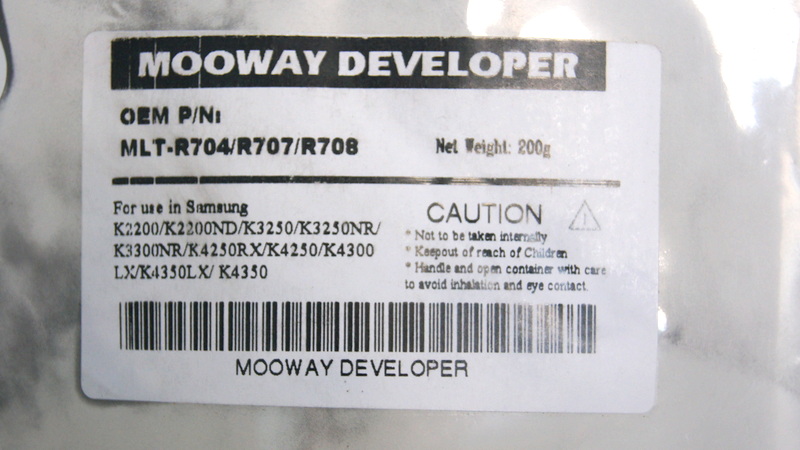 MOOWAY DEVELOPER
OEM P/N:
MLT-R704/R707/R708
Net Weight: 200g
For use in Samsung
K2200/K2200ND/K3250/K3250NR/
K3300NR/K4250RX/K4250/K4300
LX/K4350LX/ K4350
CAUTION
* Not to be taken internally
* Keepout of reach of Children
* Handle and open container with care
to avoid inhalation and eye contact.
MOOWAY DEVELOPER